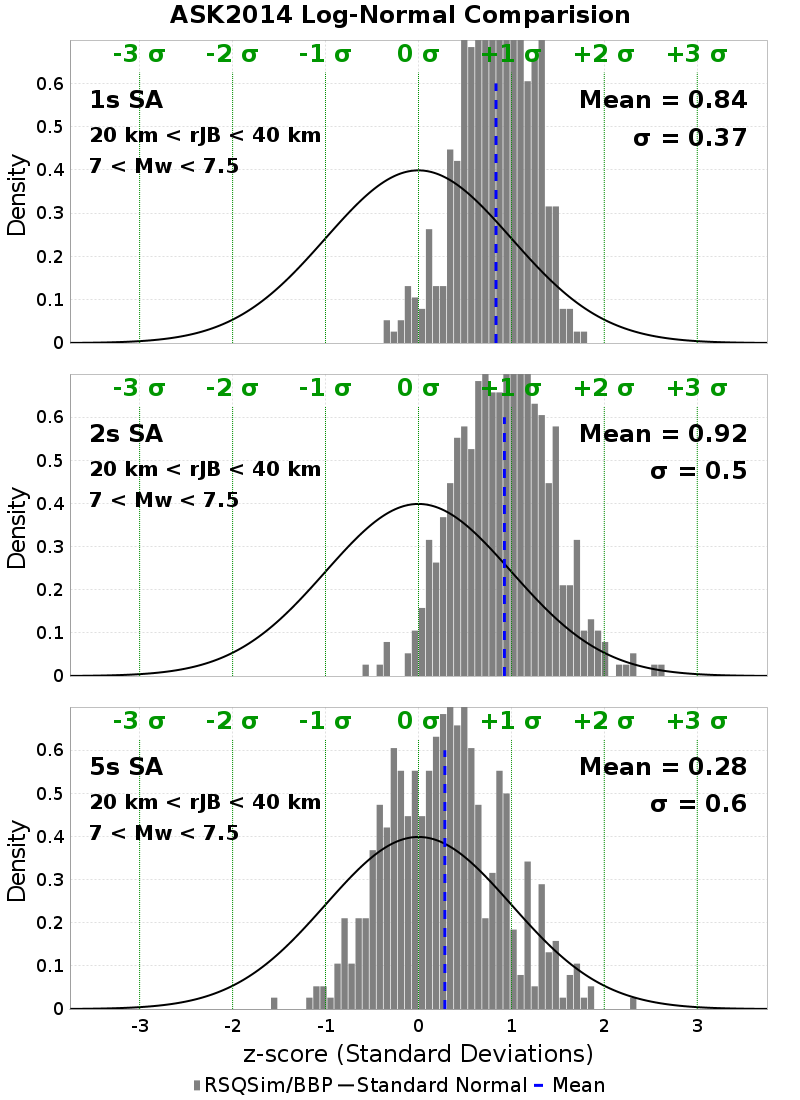 ASK2014 Log-Normal Comparision
-3 σ -2 σ -1 σ 0 σ +1 σ +2 σ +3 σ
1s SA
20 km < rJB < 40 km
7 < Mw < 7.5
Mean = 0.84
σ = 0.37
Density
0.6
0.5
0.4
0.3
0.2
0.1
0
-3 σ -2 σ -1 σ 0 σ +1 σ +2 σ +3 σ
2s SA
20 km < rJB < 40 km
7 < Mw < 7.5
Mean = 0.92
σ = 0.5
Density
0.6
0.5
0.4
0.3
0.2
0.1
0
-3 σ -2 σ -1 σ 0 σ +1 σ +2 σ +3 σ
5s SA
20 km < rJB < 40 km
7 < Mw < 7.5
Mean = 0.28
σ = 0.6
Density
0.6
0.5
0.4
0.3
0.2
0.1
0
-3 -2 -1 0 1 2 3
z-score (Standard Deviations)
RSQSim/BBP Standard Normal Mean